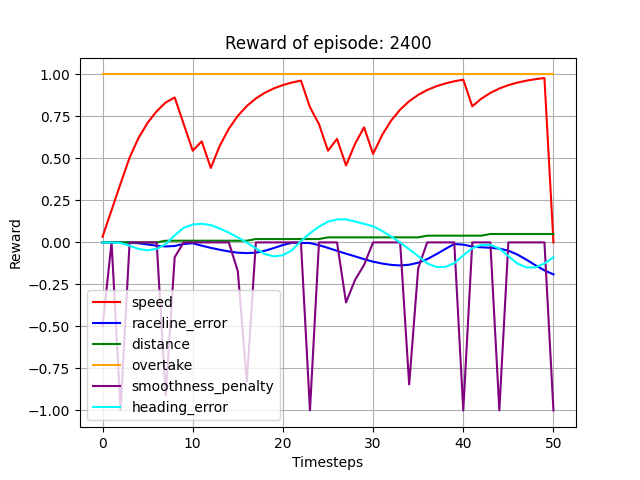 Reward of episode: 2400
Reward
1.00
0.75
0.50
0.25
0.00
−0.25
−0.50
−0.75
−1.00
speed
raceline_error
distance
overtake
smoothness_penalty
heading_error
0 10 20 30 40 50
Timesteps